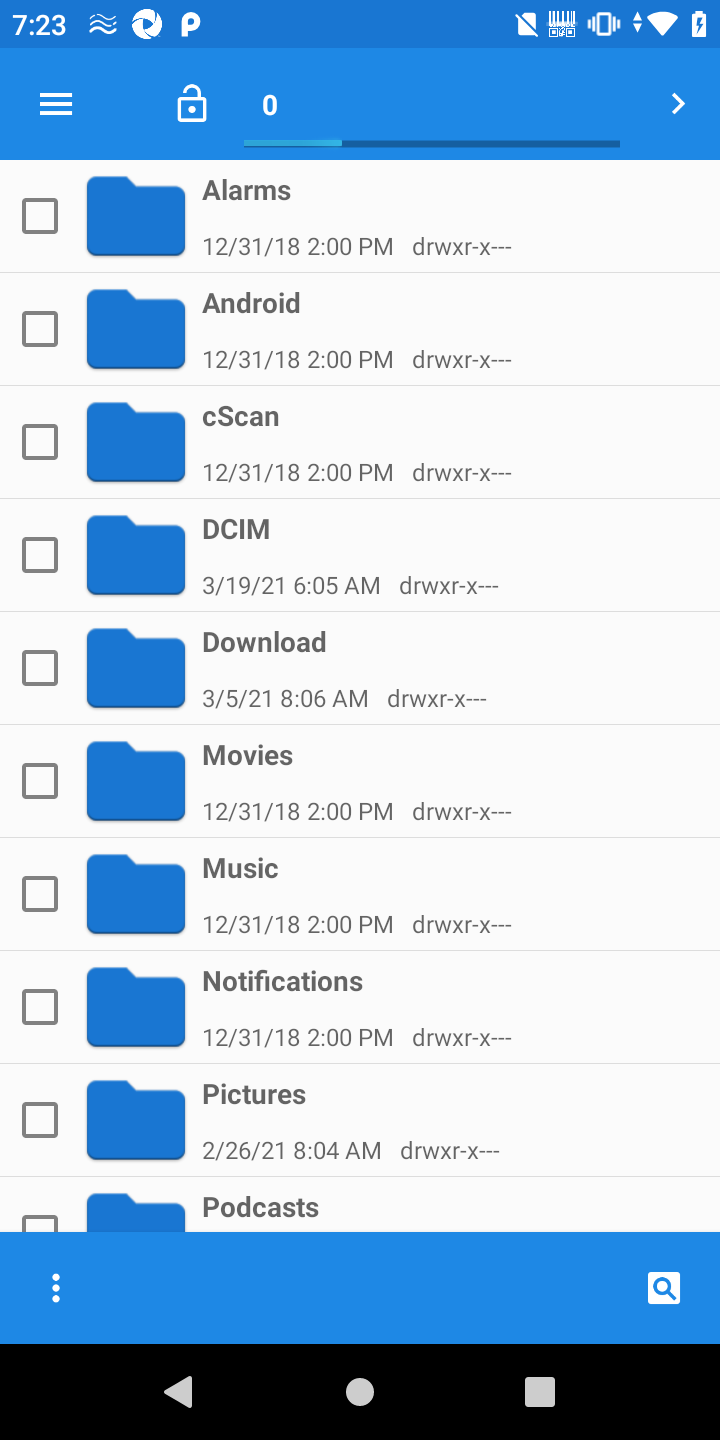 7:23
0
Alarms
12/31/18 2:00 PM drwxr-x---
Android
12/31/18 2:00 PM drwxr-x---
cScan
12/31/18 2:00 PM drwxr-x---
DCIM
3/19/21 6:05 AM drwxr-x---
Download
3/5/21 8:06 AM drwxr-x---
Movies
12/31/18 2:00 PM drwxr-x---
Music
12/31/18 2:00 PM drwxr-x---
Notifications
12/31/18 2:00 PM drwxr-x---
Pictures
2/26/21 8:04 AM drwxr-x---
Podcasts